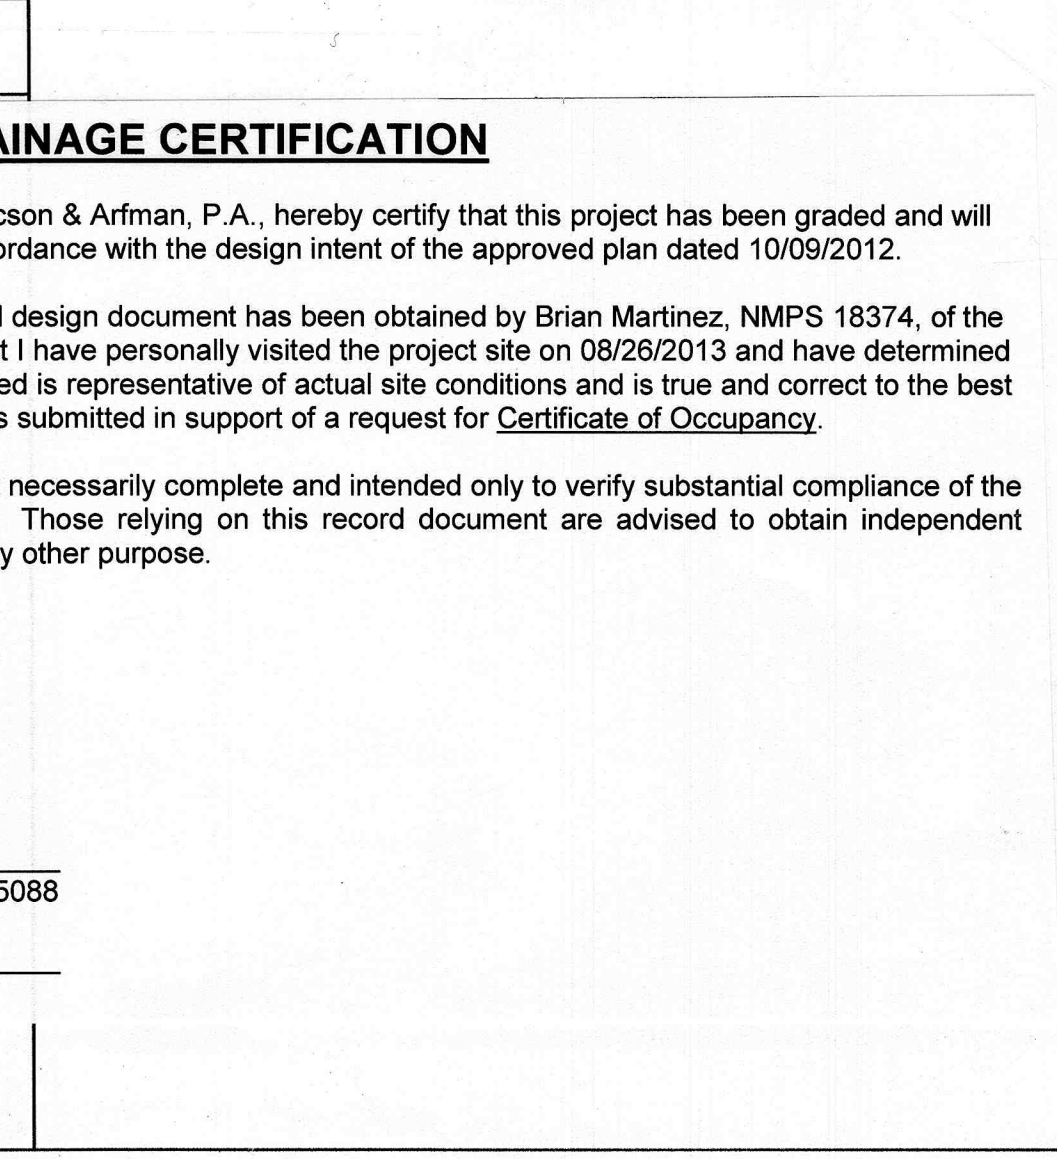 AINAGE CERTIFICATION
cson & Arfman, P.A., hereby certify that this project has been graded and will
ordance with the design intent of the approved plan dated 10/09/2012.
design document has been obtained by Brian Martinez, NMPS 18374, of the
t I have personally visited the project site on 08/26/2013 and have determined
ed is representative of actual site conditions and is true and correct to the best
s submitted in support of a request for Certificate of Occupancy.
necessarily complete and intended only to verify substantial compliance of the
Those relying on this record document are advised to obtain independent
y other purpose.
5088